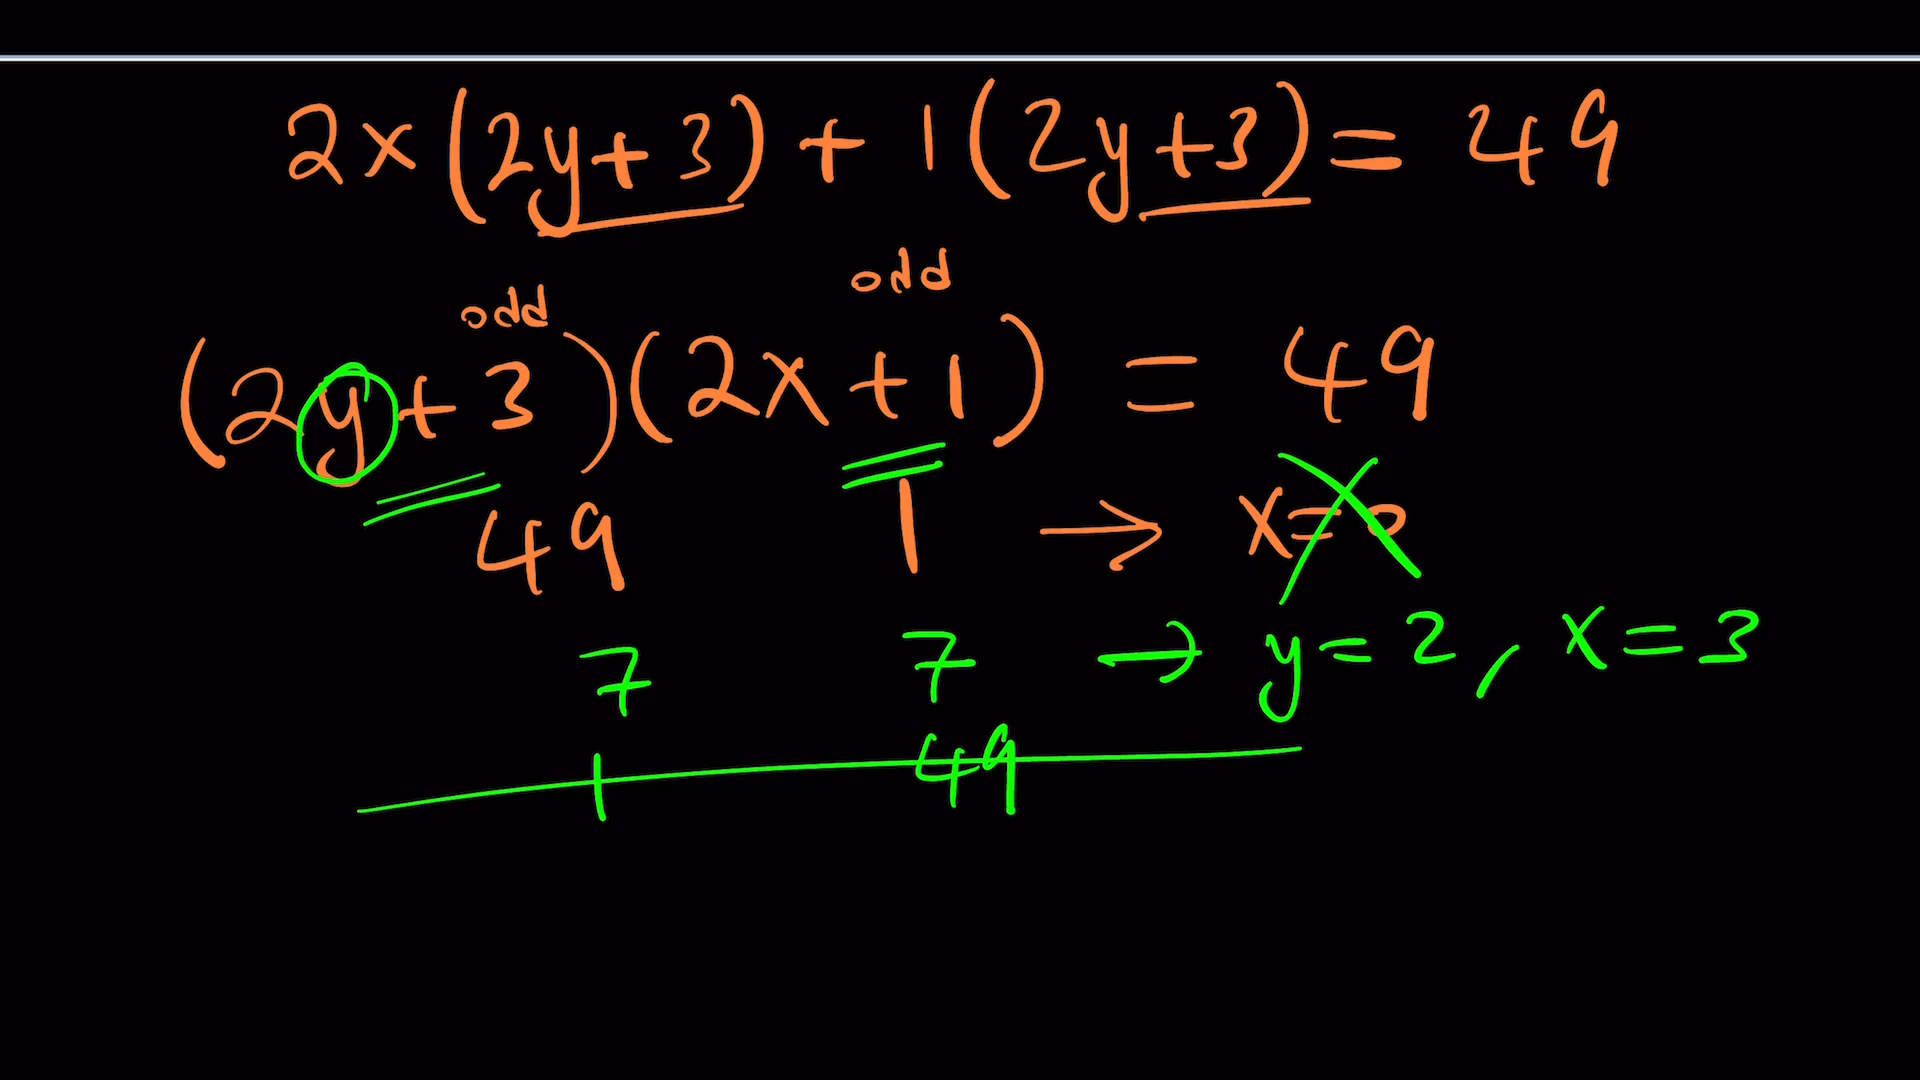 2x(2y+3)+1(2y+3)=49
odd odd
(2y+3)(2x+1)=49
49 1 → x=0
7 7 → y=2, x=3
1 49